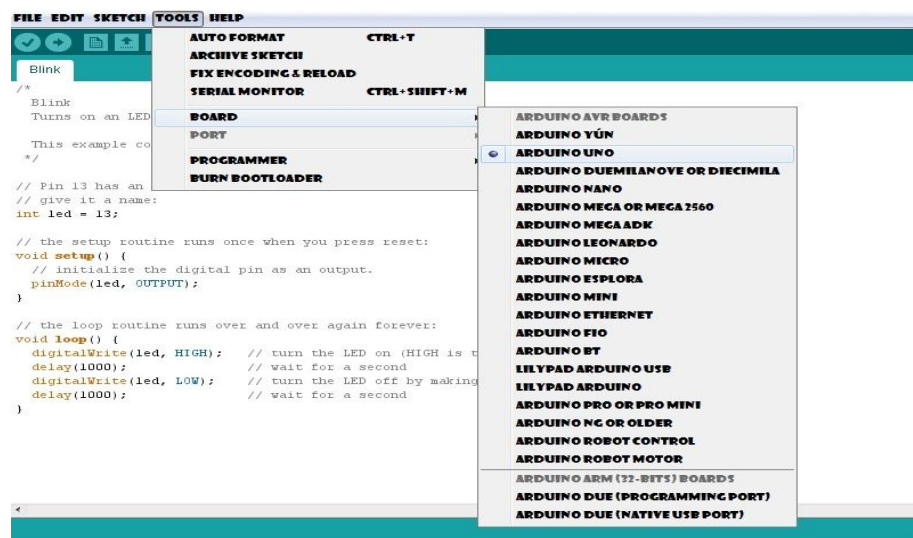 FILE EDIT SKETCH TOOLS HELP
AUTO FORMAT CTRL+T
ARCHIVE SKETCH
FIX ENCODING & RELOAD
SERIAL MONITOR CTRL+SHIFT+M
BOARD
PORT
PROGRAMMER
BURN BOOTLOADER
ARDUINO AVR BOARDS
ARDUINO YÚN
ARDUINO UNO
ARDUINO DUEMILANOVE OR DIECIMILA
ARDUINO NANO
ARDUINO MEGA OR MEGA 2560
ARDUINO MEGA ADK
ARDUINO LEONARDO
ARDUINO MICRO
ARDUINO ESPLORA
ARDUINO MINI
ARDUINO ETHERNET
ARDUINO FIO
ARDUINO BT
LILYPAD ARDUINO USB
LILYPAD ARDUINO
ARDUINO PRO OR PRO MINI
ARDUINO NG OR OLDER
ARDUINO ROBOT CONTROL
ARDUINO ROBOT MOTOR
ARDUINO ARM (32-BITS) BOARDS
ARDUINO DUE (PROGRAMMING PORT)
ARDUINO DUE (NATIVE USB PORT)
Blink
/*
Blink
Turns on an LED
This example co
*/
// Pin 13 has an
// give it a name:
int led = 13;
// the setup routine runs once when you press reset:
void setup() {
// initialize the digital pin as an output.
pinMode(led, OUTPUT);
}
// the loop routine runs over and over again forever:
void loop() {
digitalWrite(led, HIGH); // turn the LED on (HIGH is t
delay(1000); // wait for a second
digitalWrite(led, LOW); // turn the LED off by making
delay(1000); // wait for a second
}